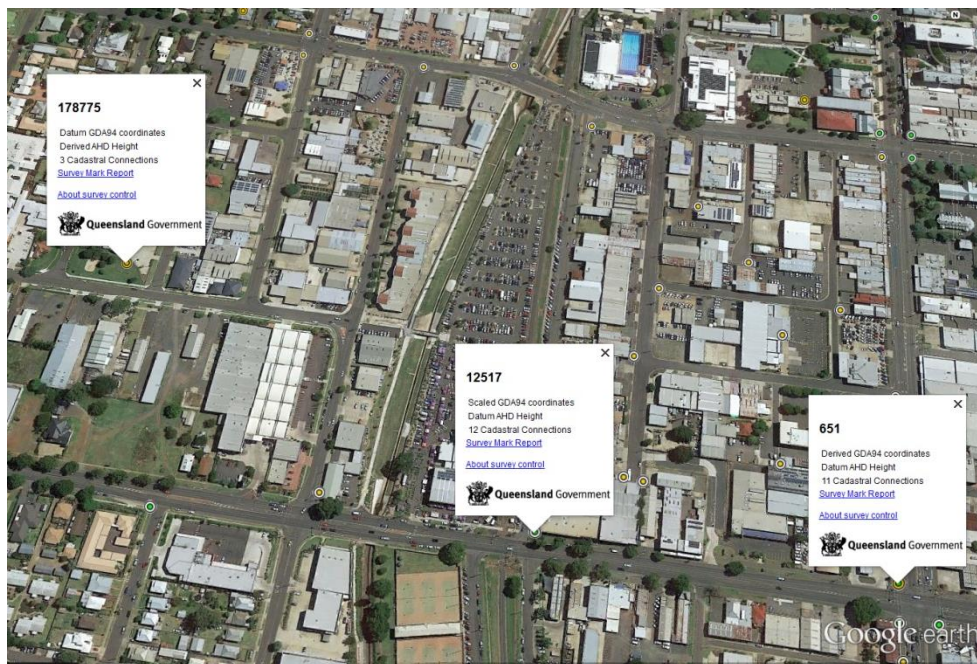 178775
Datum GDA94 coordinates
Derived AHD Height
3 Cadastral Connections
Survey Mark Report
About survey control
Queensland Government
12517
Scaled GDA94 coordinates
Datum AHD Height
12 Cadastral Connections
Survey Mark Report
About survey control
Queensland Government
651
Derived GDA94 coordinates
Datum AHD Height
11 Cadastral Connections
Survey Mark Report
About survey control
Queensland Government
Google earth
N